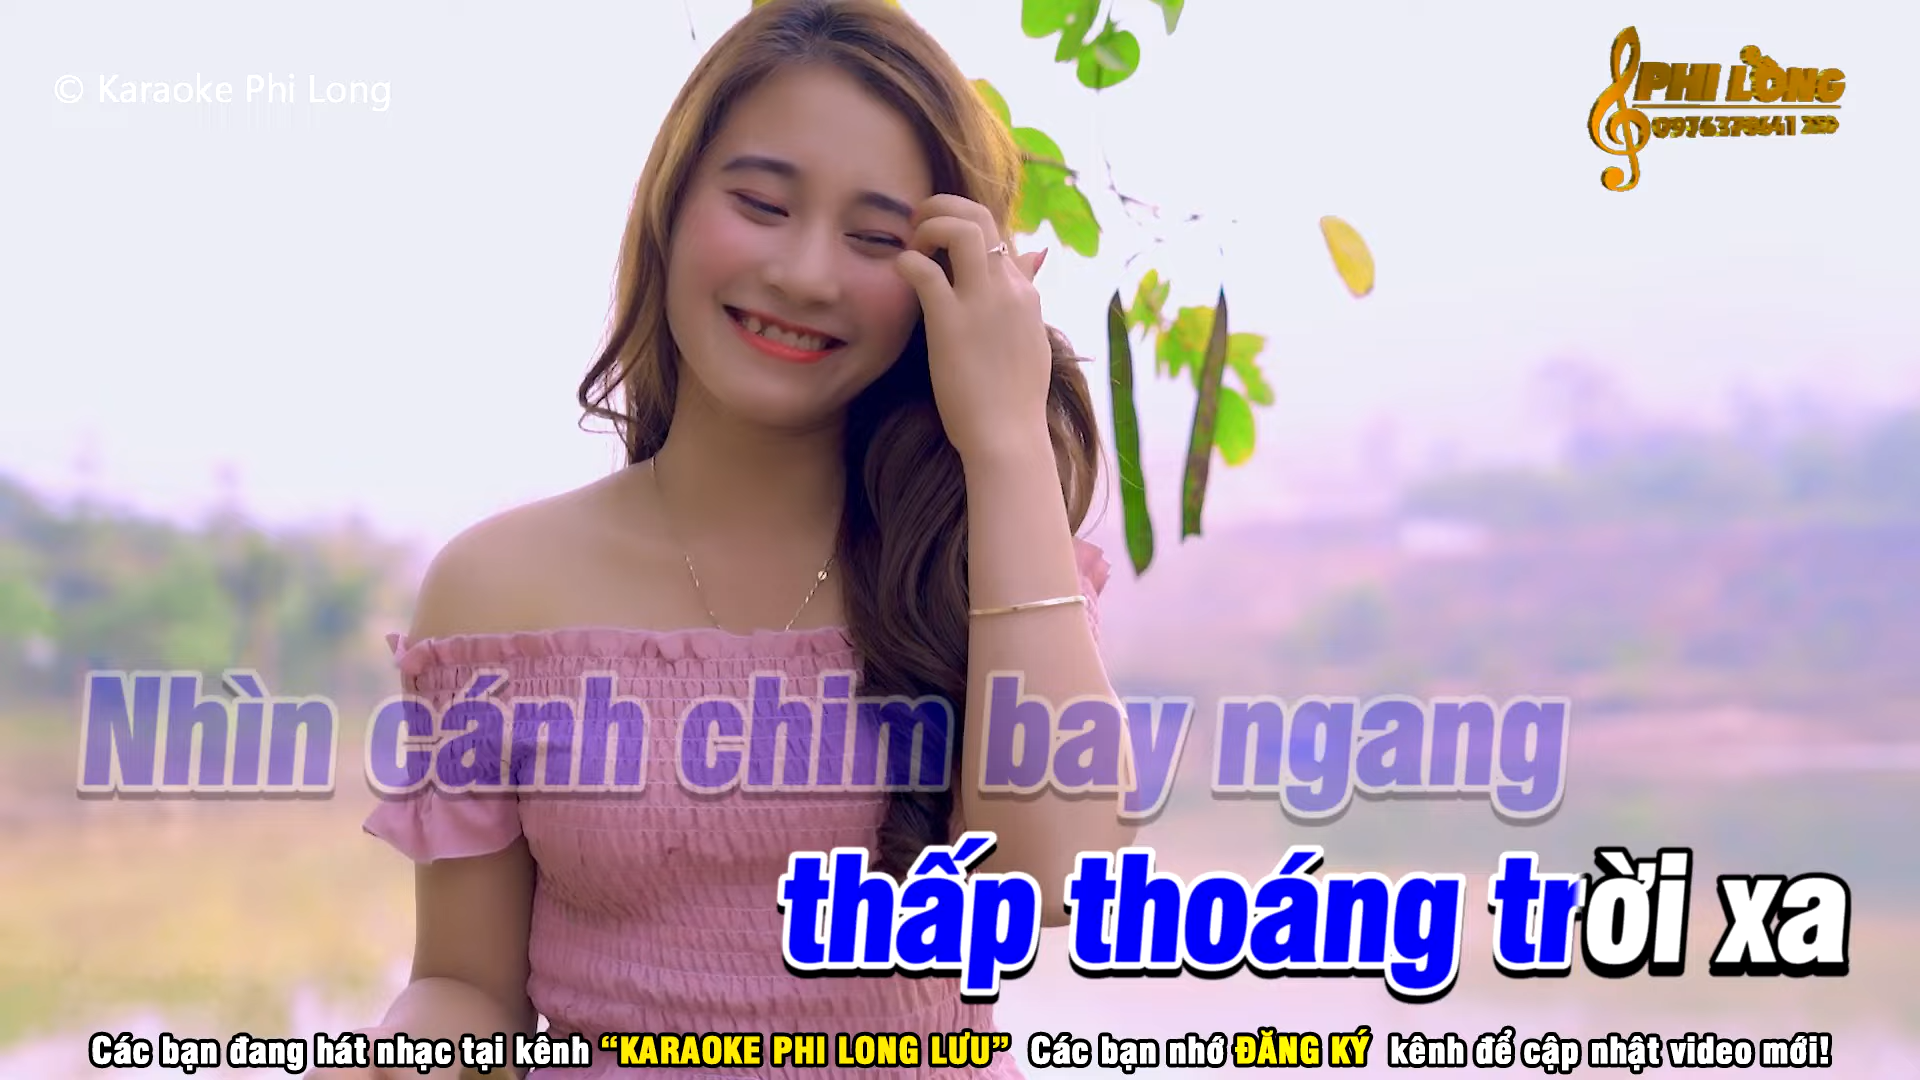 © Karaoke Phi Long
PHI LONG
0976378641
Nhìn cánh chim bay ngang
thấp thoáng trời xa
Các bạn đang hát nhạc tại kênh “KARAOKE PHI LONG LƯU” Các bạn nhớ ĐĂNG KÝ kênh để cập nhật video mới!